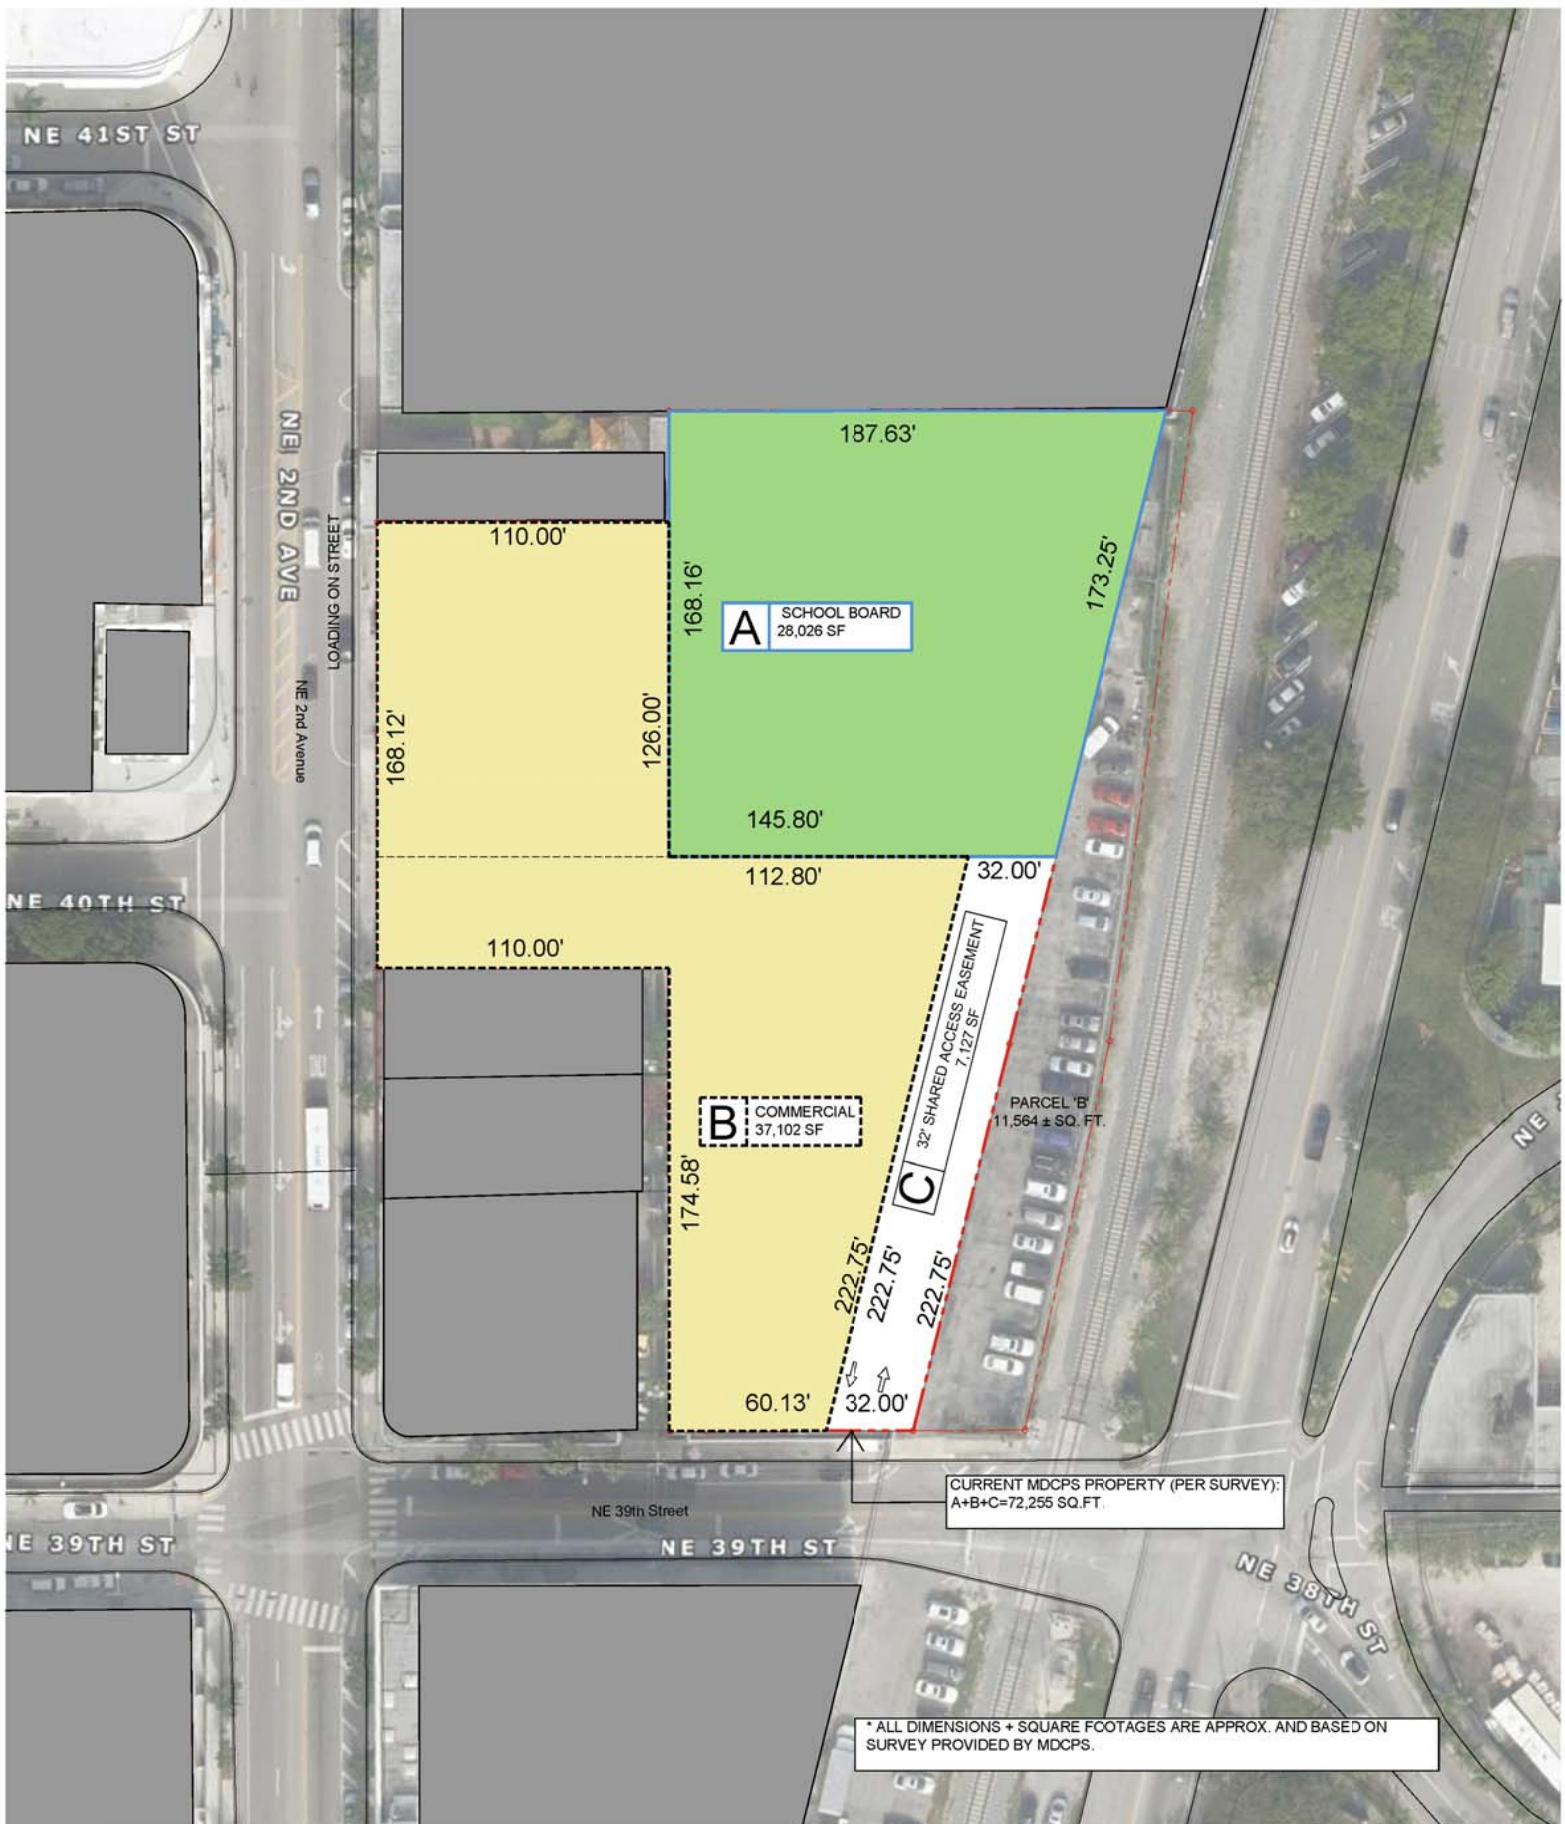 NE 41ST ST
187.63'
NE 2ND AVE
LOADING ON STREET
110.00'
168.16'
173.25'
A
SCHOOL BOARD
28,026 SF
NE 2nd Avenue
168.12'
126.00'
145.80'
112.80'
32.00'
NE 40TH ST
110.00'
32' SHARED ACCESS EASEMENT
7,127 SF
C
PARCEL 'B'
11,564 ± SQ. FT.
B
COMMERCIAL
37,102 SF
NE
174.58'
222.75'
222.75'
222.75'
60.13'
32.00'
CURRENT MDCPS PROPERTY (PER SURVEY):
A+B+C=72,255 SQ.FT.
NE 39th Street
NE 39TH ST
NE 39TH ST
NE 38TH ST
* ALL DIMENSIONS + SQUARE FOOTAGES ARE APPROX. AND BASED ON
SURVEY PROVIDED BY MDCPS.